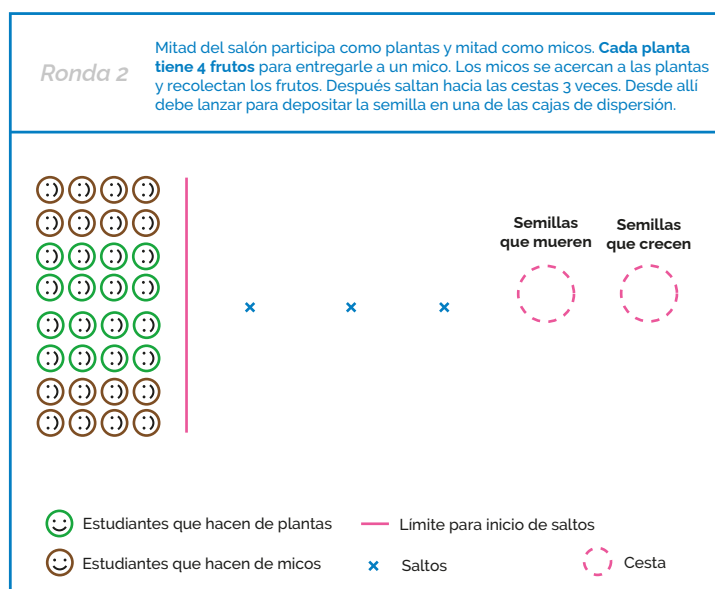 Ronda 2
Mitad del salón participa como plantas y mitad como micos. Cada planta
tiene 4 frutos para entregarle a un mico. Los micos se acercan a las plantas
y recolectan los frutos. Después saltan hacia las cestas 3 veces. Desde allí
debe lanzar para depositar la semilla en una de las cajas de dispersión.
Semillas
que mueren
Semillas
que crecen
Estudiantes que hacen de plantas
Límite para inicio de saltos
Estudiantes que hacen de micos
Saltos
Cesta